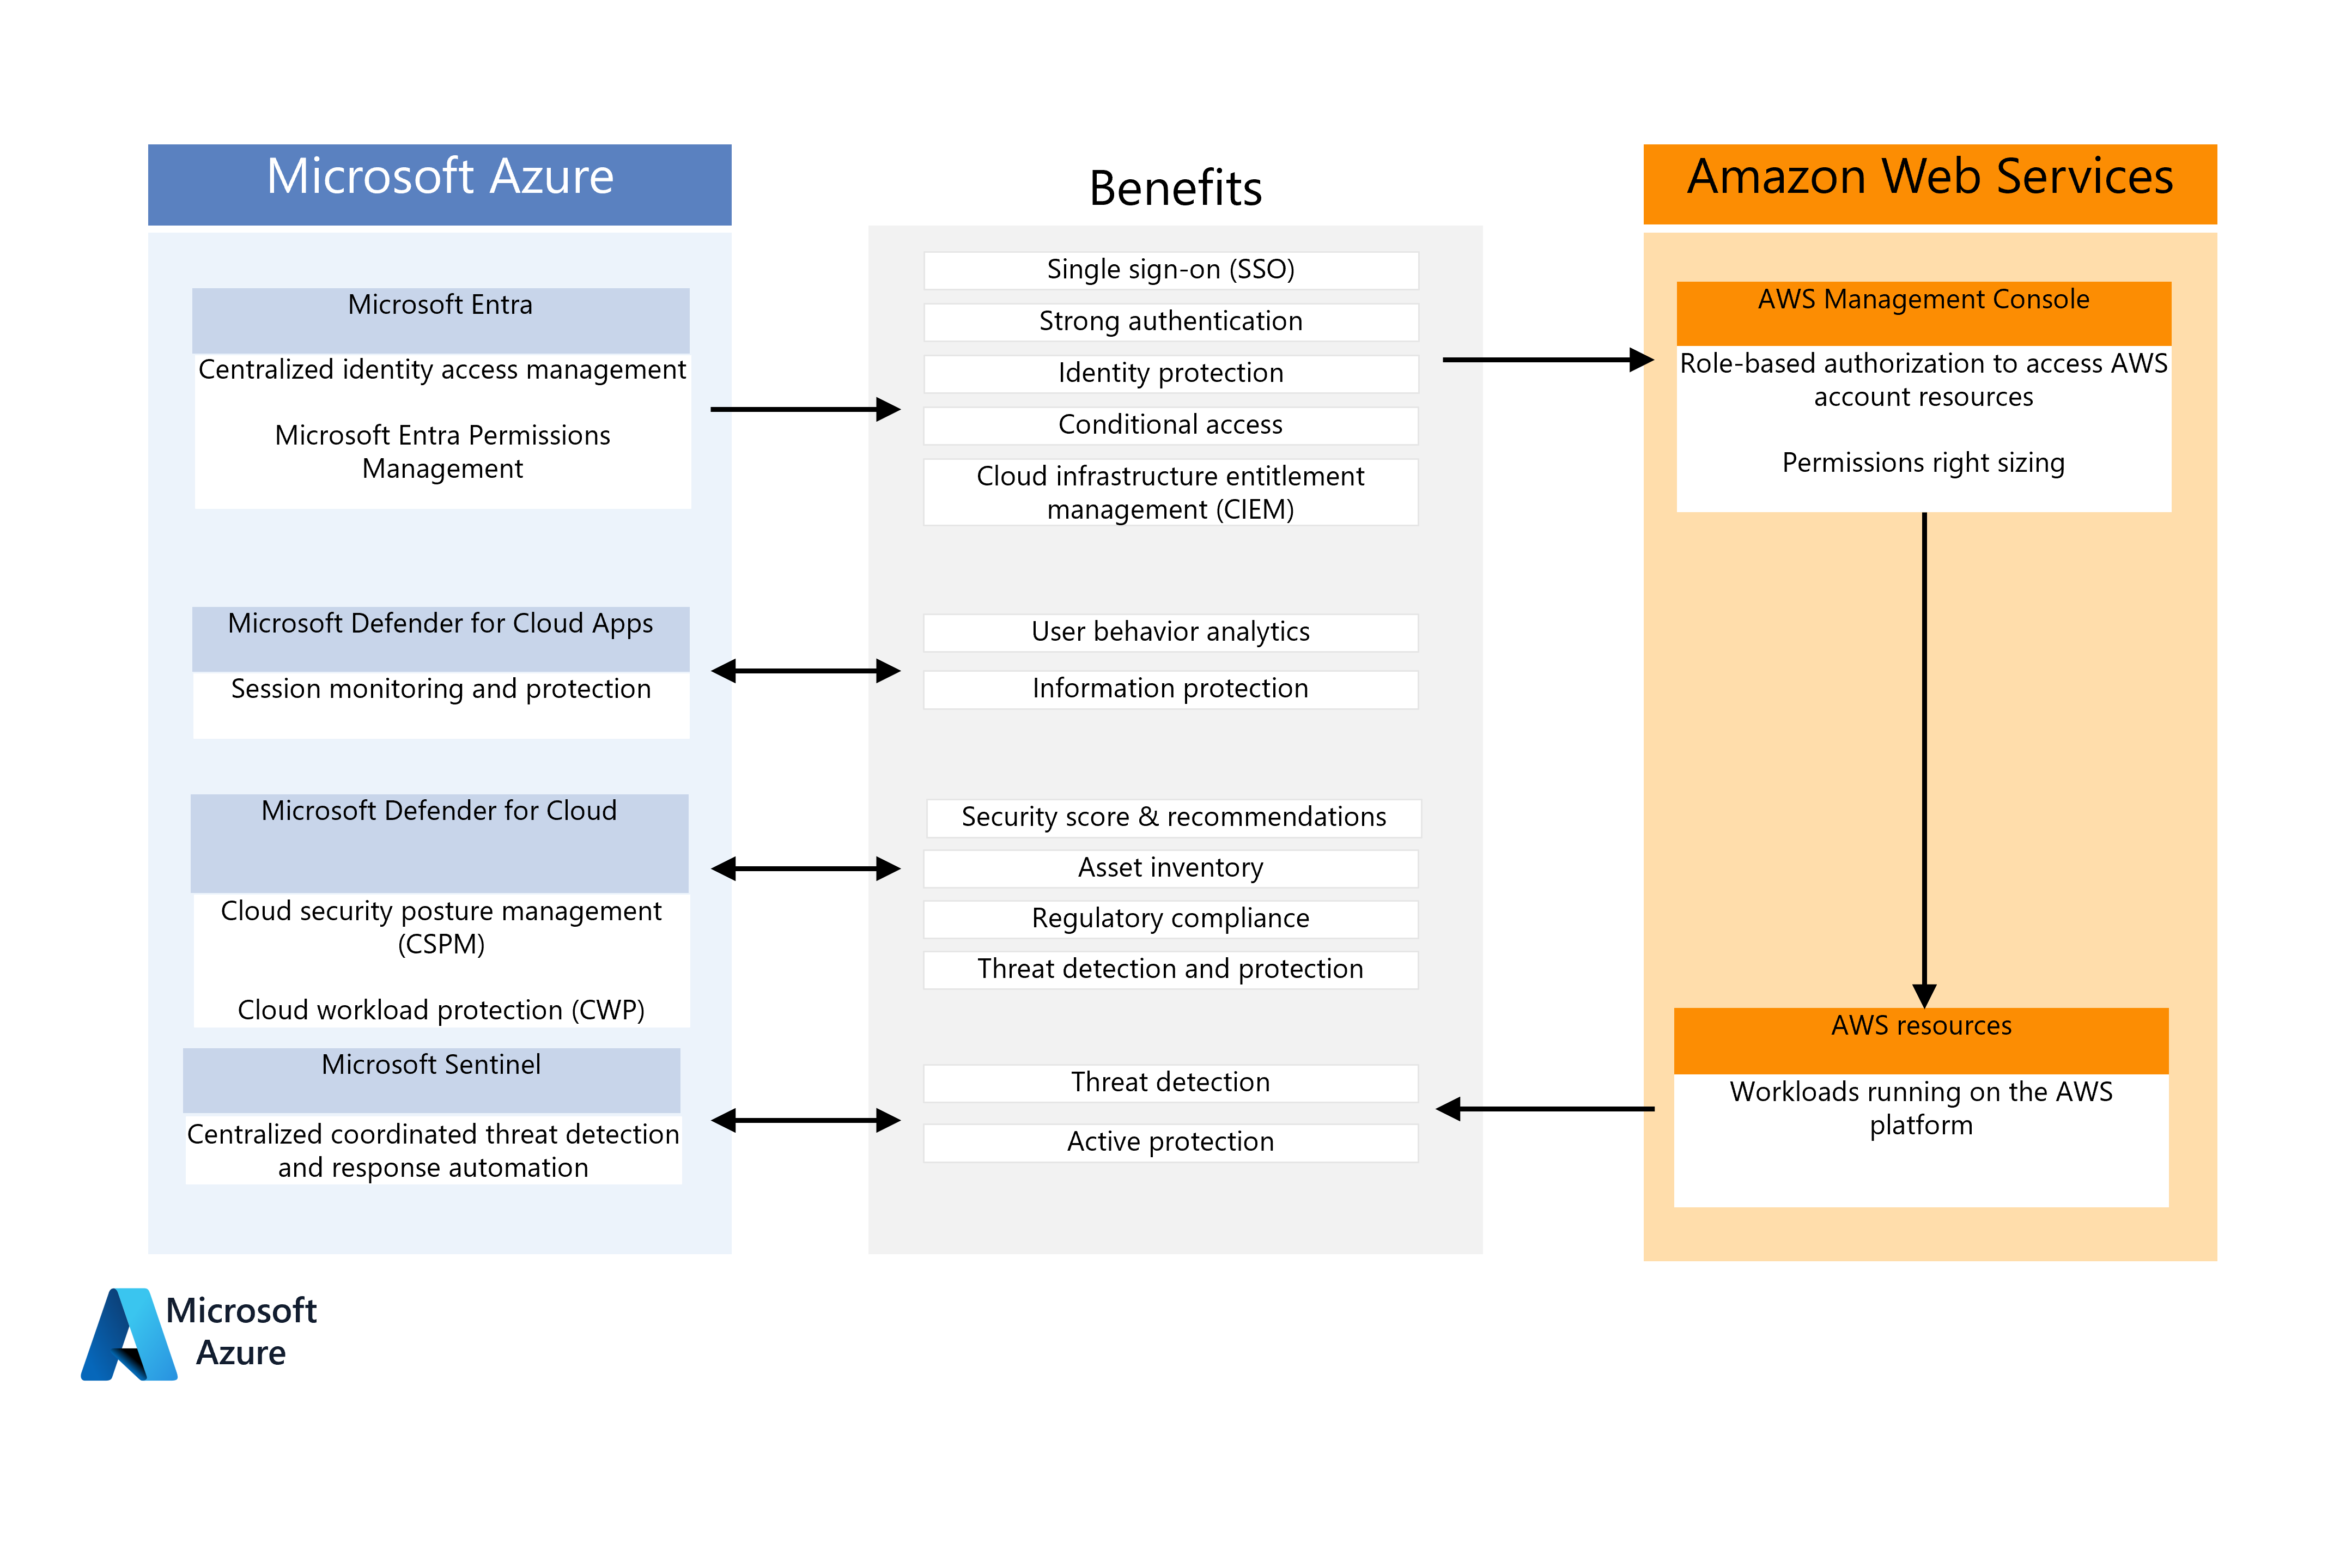 Microsoft Azure
Microsoft Entra
Centralized identity access management
Microsoft Entra Permissions
Management
Microsoft Defender for Cloud Apps
Session monitoring and protection
Microsoft Defender for Cloud
Cloud security posture management
(CSPM)
Cloud workload protection (CWP)
Microsoft Sentinel
Centralized coordinated threat detection
and response automation
Benefits
Single sign-on (SSO)
Strong authentication
Identity protection
Conditional access
Cloud infrastructure entitlement
management (CIEM)
User behavior analytics
Information protection
Security score & recommendations
Asset inventory
Regulatory compliance
Threat detection and protection
Threat detection
Active protection
Amazon Web Services
AWS Management Console
Role-based authorization to access AWS
account resources
Permissions right sizing
AWS resources
Workloads running on the AWS
platform
Microsoft
Azure